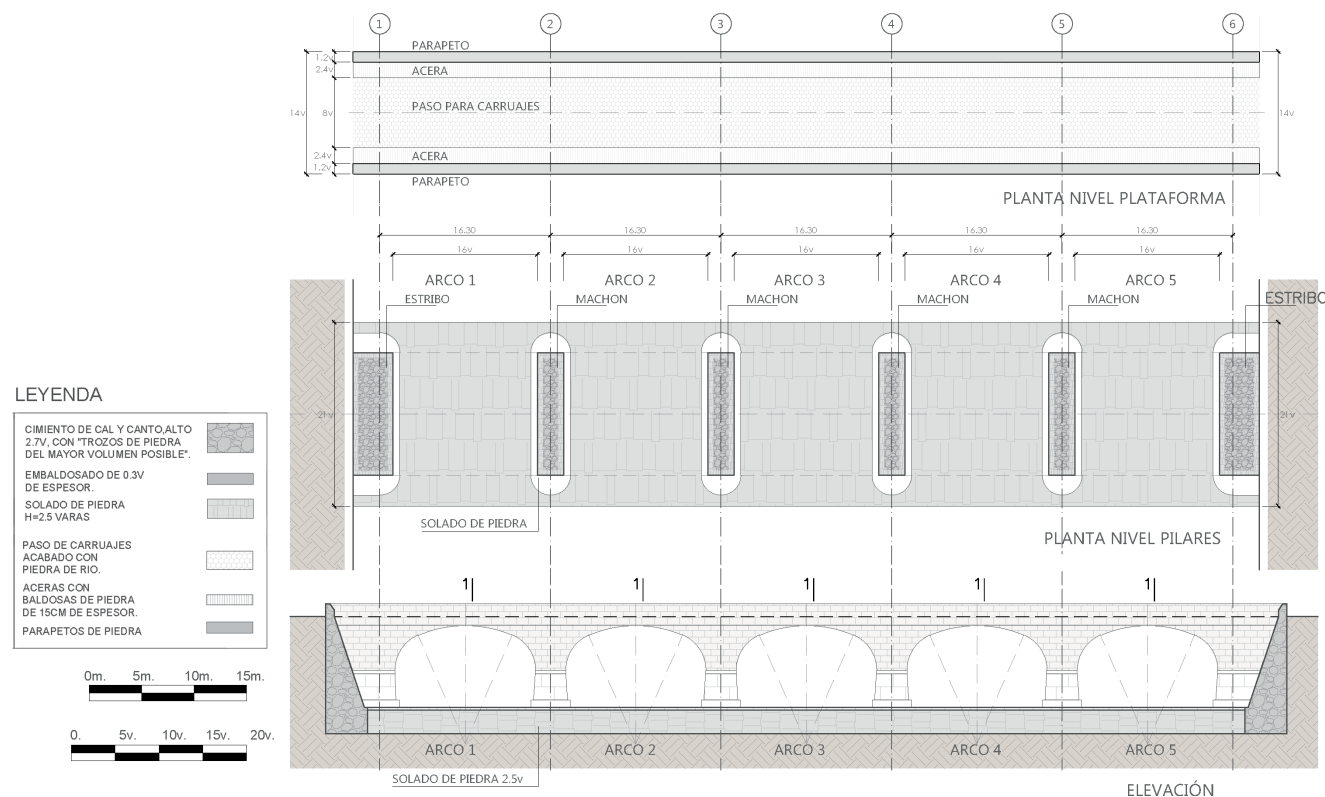 1 2 3 4 5 6
PARAPETO
1.2v
ACERA
2.4v
PASO PARA CARRUAJES
14v 8v 14v
ACERA
2.4v
1.2v
PARAPETO
PLANTA NIVEL PLATAFORMA
16.30 16.30 16.30 16.30 16.30
16v 16v 16v 16v 16v
ARCO 1 ARCO 2 ARCO 3 ARCO 4 ARCO 5
ESTRIBO MACHON MACHON MACHON MACHON ESTRIBO
21v 21v
SOLADO DE PIEDRA
PLANTA NIVEL PILARES
LEYENDA
CIMIENTO DE CAL Y CANTO,ALTO
2.7V, CON "TROZOS DE PIEDRA
DEL MAYOR VOLUMEN POSIBLE".
EMBALDOSADO DE 0.3V
DE ESPESOR.
SOLADO DE PIEDRA
H=2.5 VARAS
PASO DE CARRUAJES
ACABADO CON
PIEDRA DE RIO.
ACERAS CON
BALDOSAS DE PIEDRA
DE 15CM DE ESPESOR.
PARAPETOS DE PIEDRA
0m. 5m. 10m. 15m.
0. 5v. 10v. 15v. 20v.
1 1 1 1 1
ARCO 1 ARCO 2 ARCO 3 ARCO 4 ARCO 5
SOLADO DE PIEDRA 2.5v
ELEVACIÓN